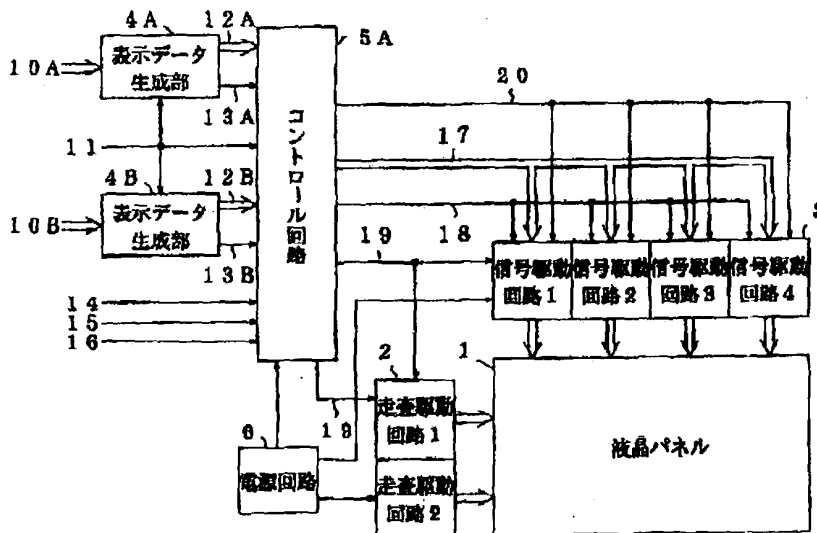 4A
12A
5A
10A
表示データ
生成部
13A
20
11
17
4B
12B
コントロール回路
10B
表示データ
生成部
13B
18
19
3
信号駆動
回路1
信号駆動
回路2
信号駆動
回路3
信号駆動
回路4
14
15
16
2
1
走査駆動
回路1
19
6
電源回路
走査駆動
回路2
液晶パネル